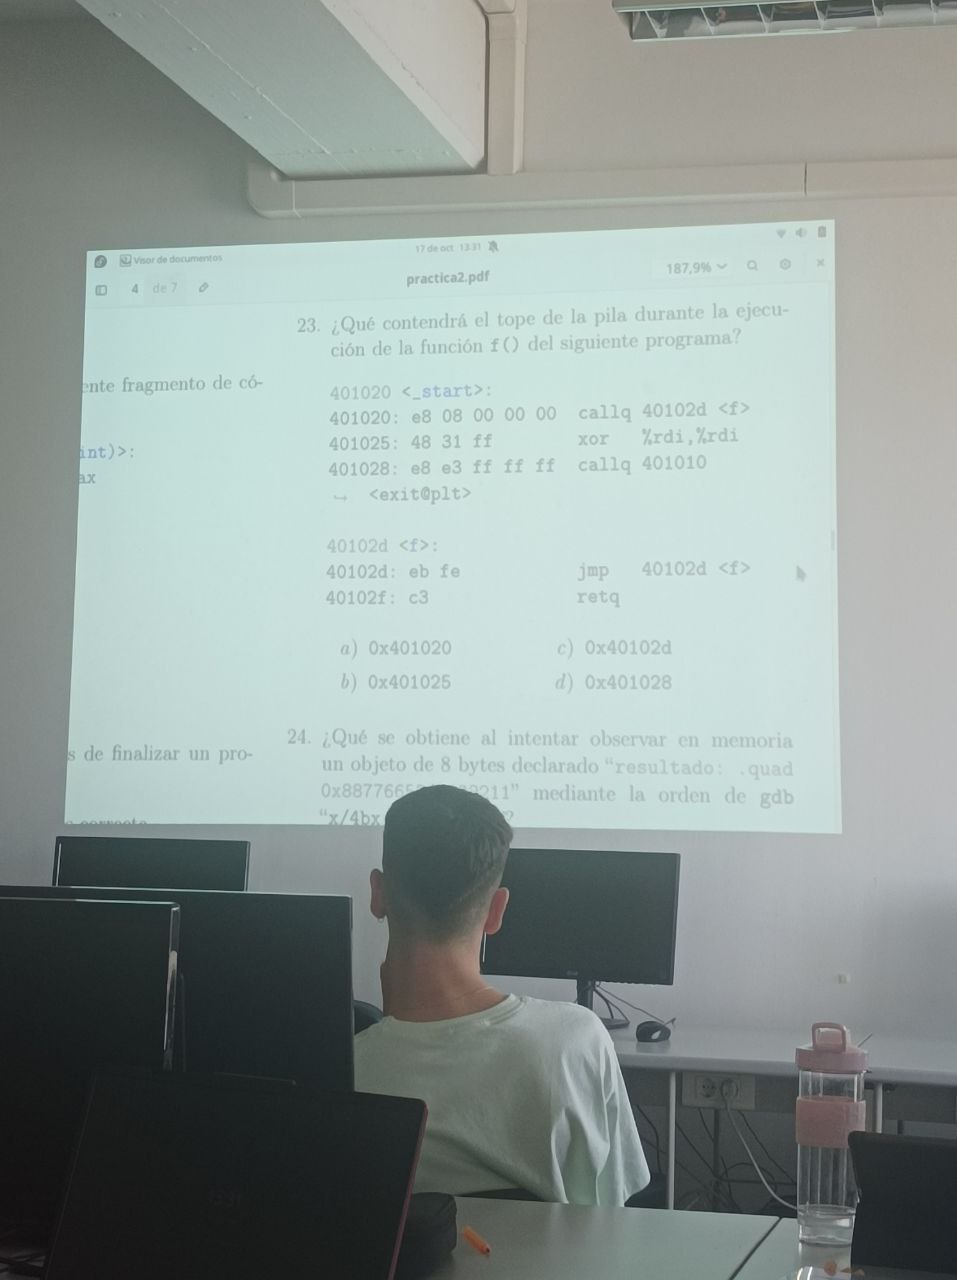 Visor de documentos
17 de oct 13:31
4 de 7
practica2.pdf
187,9%
ente fragmento de có-
int)>:
ax
s de finalizar un pro-
23. ¿Qué contendrá el tope de la pila durante la ejecu-
ción de la función f() del siguiente programa?
401020 <_start>:
401020: e8 08 00 00 00 callq 40102d <f>
401025: 48 31 ff xor %rdi,%rdi
401028: e8 e3 ff ff ff callq 401010
↪ <exit@plt>
40102d <f>:
40102d: eb fe jmp 40102d <f>
40102f: c3 retq
a) 0x401020 c) 0x40102d
b) 0x401025 d) 0x401028
24. ¿Qué se obtiene al intentar observar en memoria
un objeto de 8 bytes declarado “resultado: .quad
mediante la orden de gdb
“x/4bx